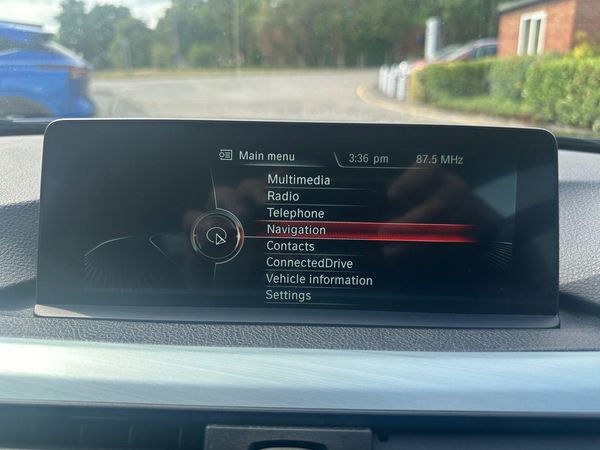 Main menu 3:36 pm 87.5 MHz
Multimedia
Radio
Telephone
Navigation
Contacts
ConnectedDrive
Vehicle information
Settings